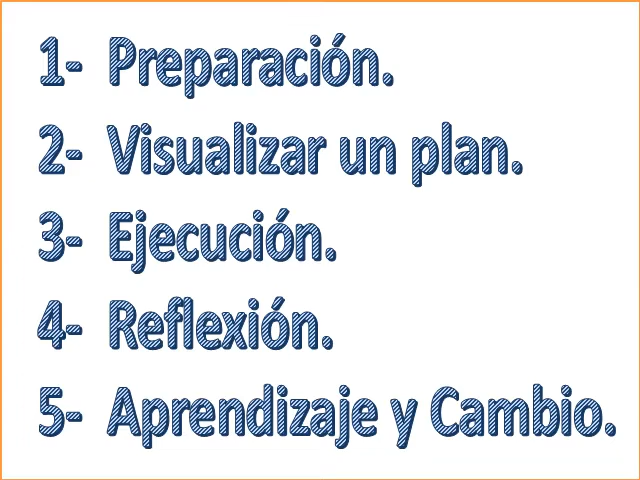 1- Preparación.
2- Visualizar un plan.
3- Ejecución.
4- Reflexión.
5- Aprendizaje y Cambio.